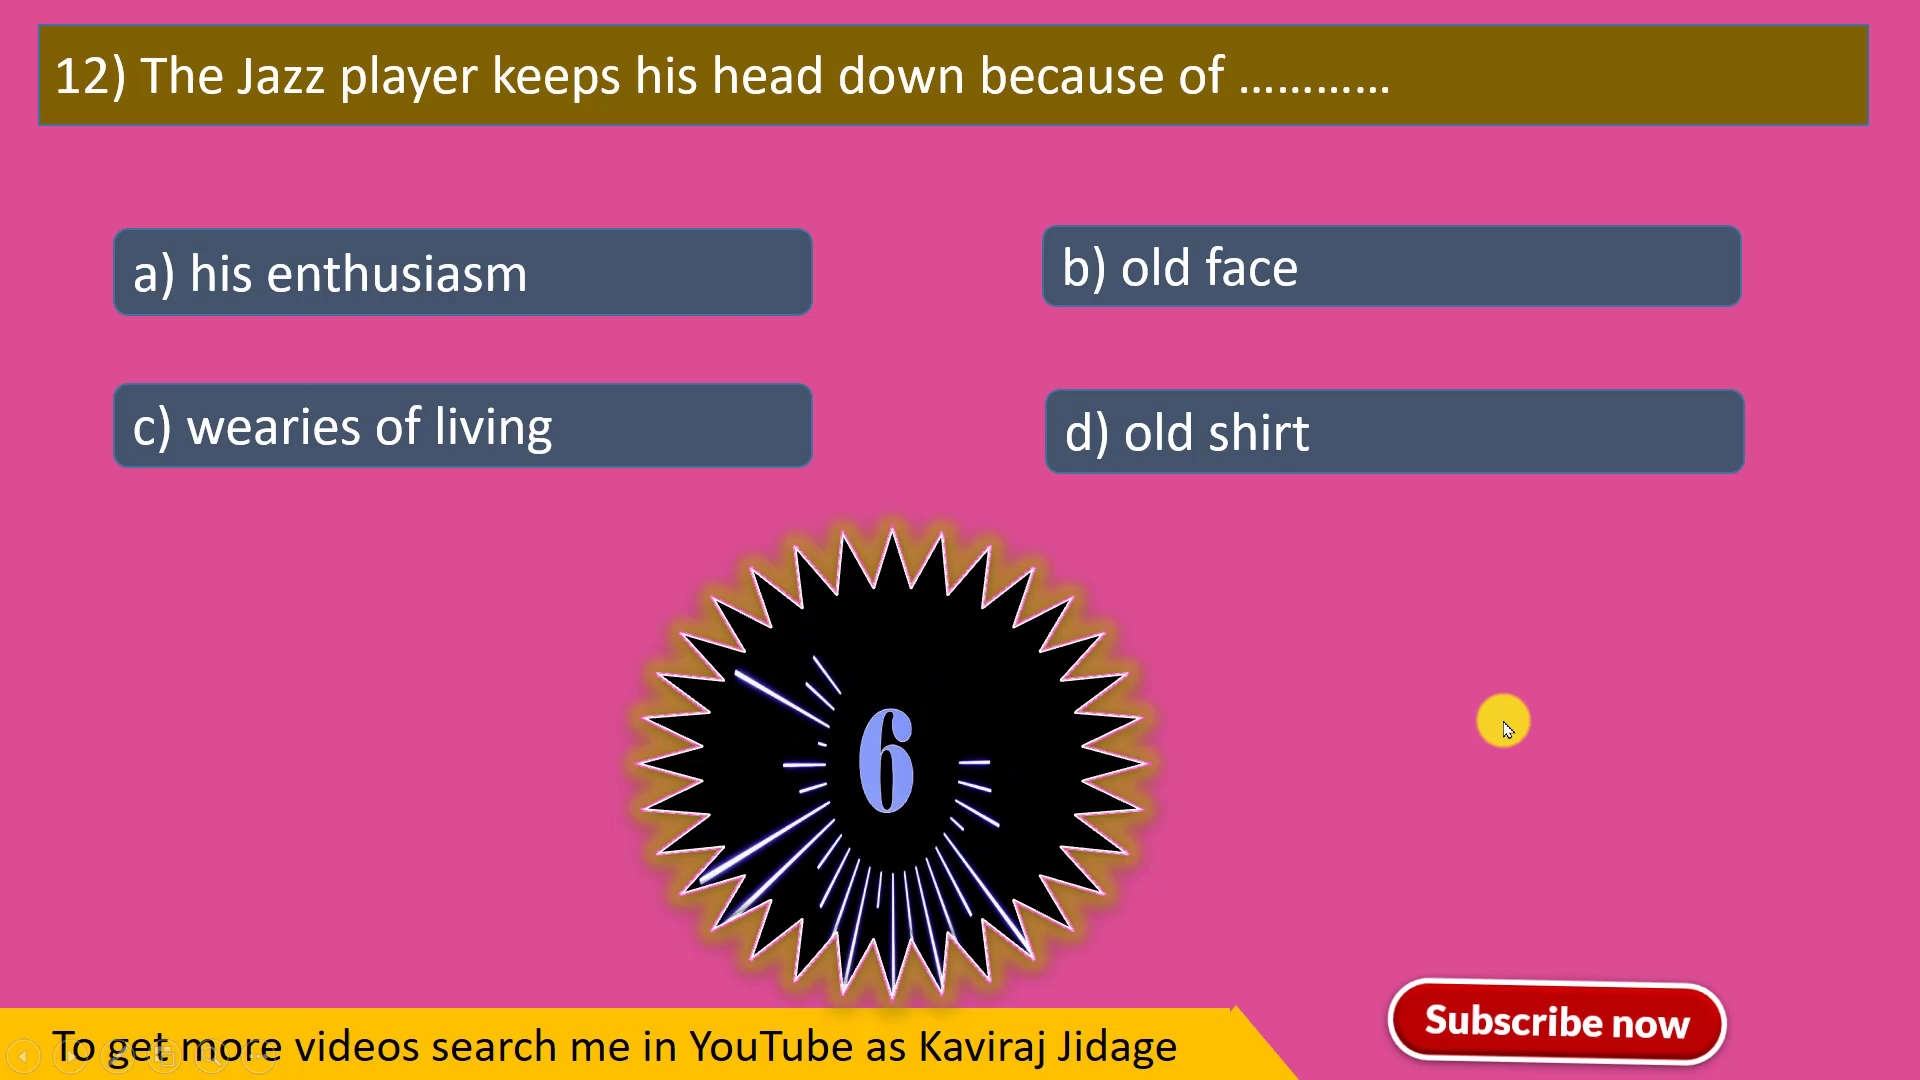 12) The Jazz player keeps his head down because of ............
a) his enthusiasm
b) old face
c) wearies of living
d) old shirt
6
Subscribe now
To get more videos search me in YouTube as Kaviraj Jidage